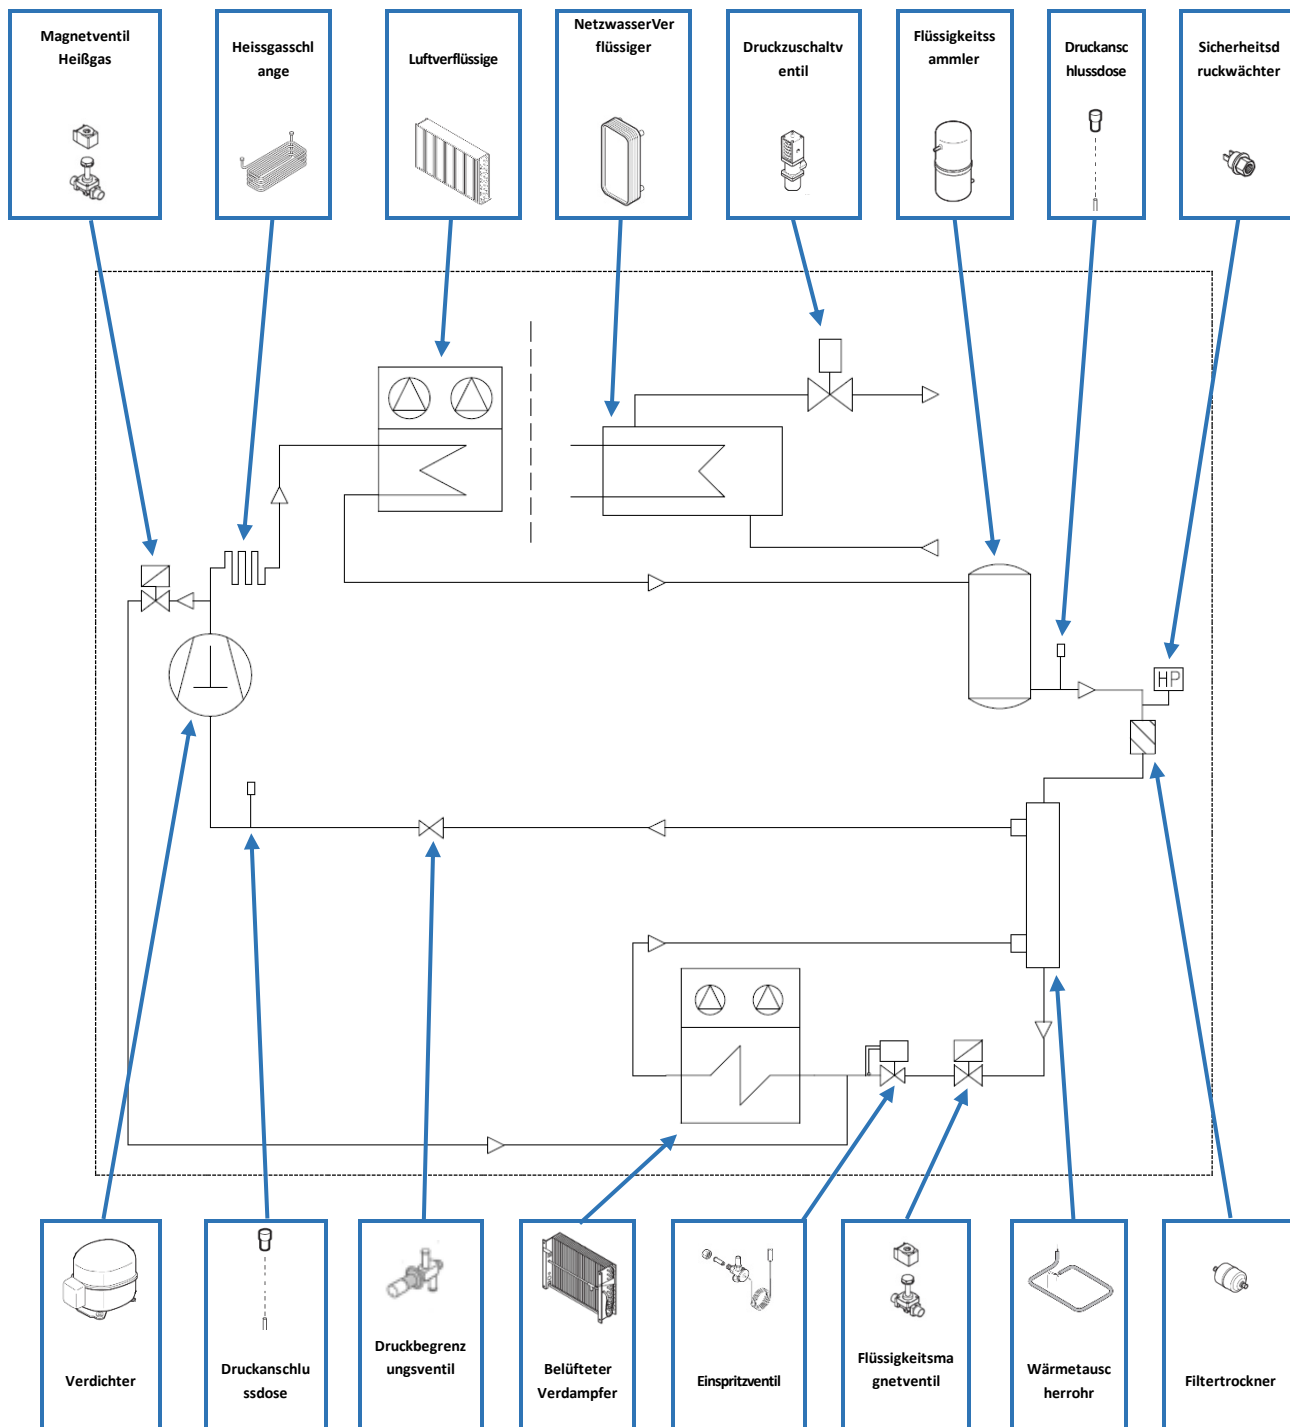 Magnetventil
Heißgas
Heissgasschl
ange
Luftverflüssige
NetzwasserVer
flüssiger
Druckzuschaltv
entil
Flüssigkeitss
ammler
Druckansc
hlussdose
Sicherheitsd
ruckwächter
HP
Verdichter
Druckanschlu
ssdose
Druckbegrenz
ungsventil
Belüfteter
Verdampfer
Einspritzventil
Flüssigkeitsma
gnetventil
Wärmetausc
herrohr
Filtertrockner